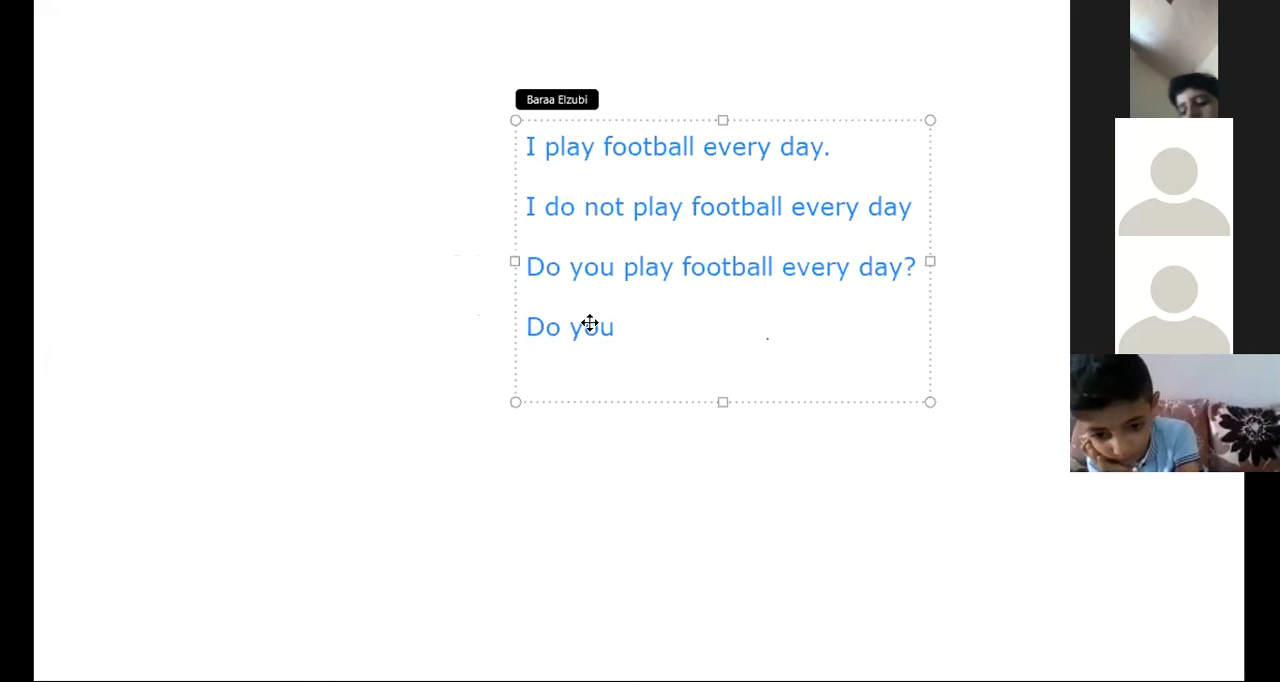 Baraa Elzubi
I play football every day.
I do not play football every day
Do you play football every day?
Do you